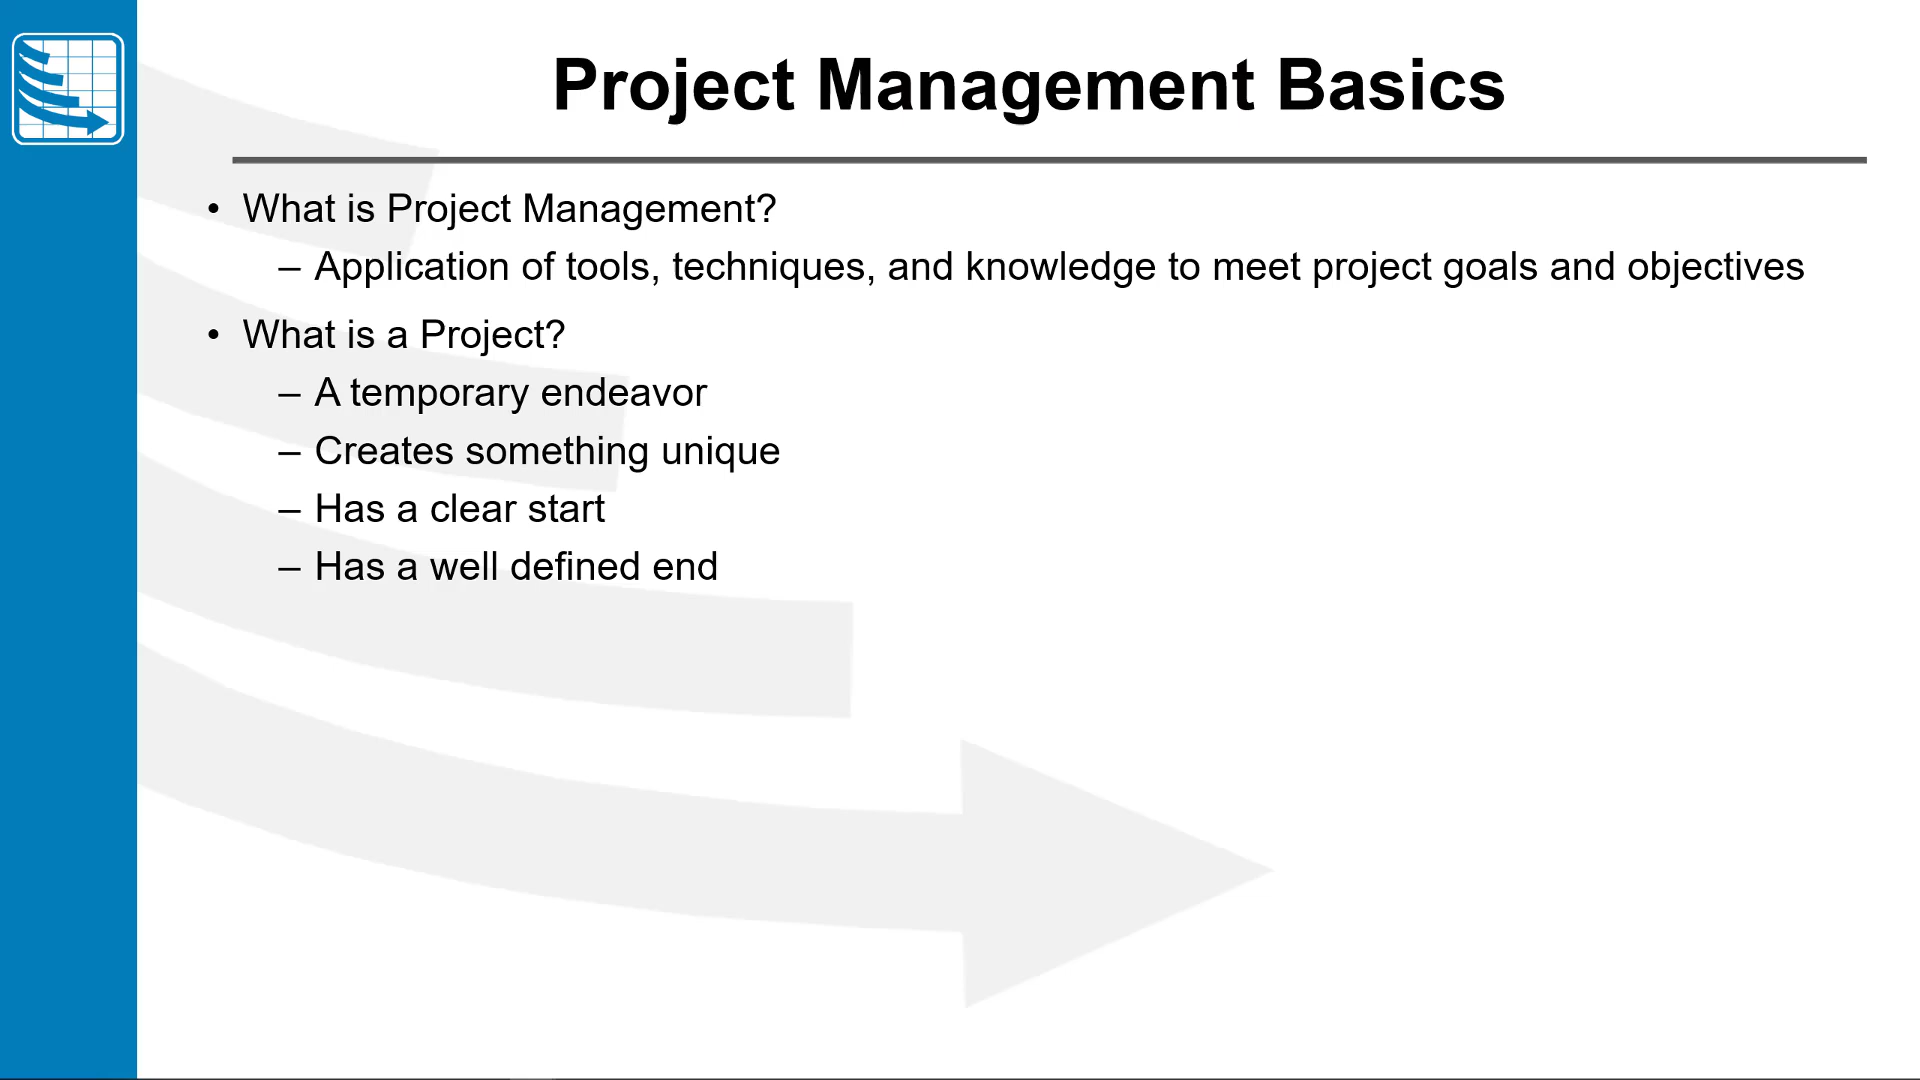 Project Management Basics
• What is Project Management?
– Application of tools, techniques, and knowledge to meet project goals and objectives
• What is a Project?
– A temporary endeavor
– Creates something unique
– Has a clear start
– Has a well defined end